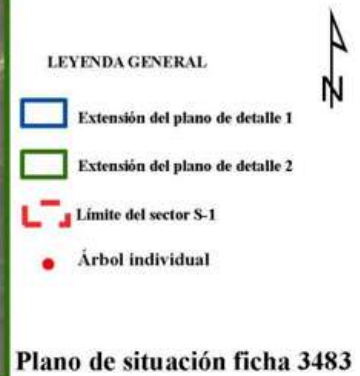 N
LEYENDA GENERAL
Extensión del plano de detalle 1
Extensión del plano de detalle 2
Límite del sector S-1
Árbol individual
Plano de situación ficha 3483